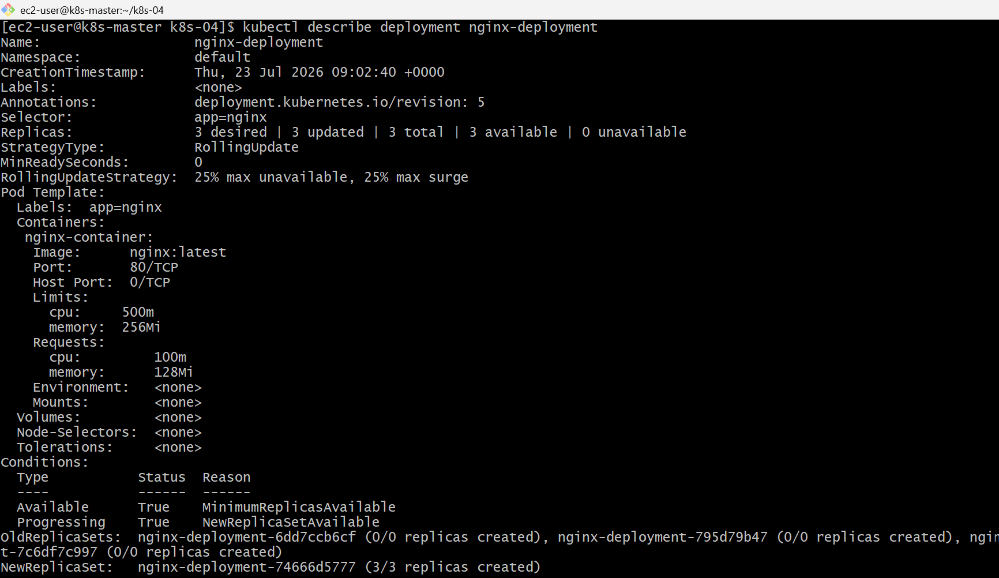 ec2-user@k8s-master:~/k8s-04
[ec2-user@k8s-master k8s-04]$ kubectl describe deployment nginx-deployment
Name:                   nginx-deployment
Namespace:              default
CreationTimestamp:      Thu, 23 Jul 2026 09:02:40 +0000
Labels:                 <none>
Annotations:            deployment.kubernetes.io/revision: 5
Selector:               app=nginx
Replicas:               3 desired | 3 updated | 3 total | 3 available | 0 unavailable
StrategyType:           RollingUpdate
MinReadySeconds:        0
RollingUpdateStrategy:  25% max unavailable, 25% max surge
Pod Template:
  Labels:  app=nginx
  Containers:
   nginx-container:
    Image:      nginx:latest
    Port:       80/TCP
    Host Port:  0/TCP
    Limits:
      cpu:     500m
      memory:  256Mi
    Requests:
      cpu:         100m
      memory:      128Mi
    Environment:   <none>
    Mounts:        <none>
  Volumes:         <none>
  Node-Selectors:  <none>
  Tolerations:     <none>
Conditions:
  Type           Status  Reason
  ----           ------  ------
  Available      True    MinimumReplicasAvailable
  Progressing    True    NewReplicaSetAvailable
OldReplicaSets:  nginx-deployment-6dd7ccb6cf (0/0 replicas created), nginx-deployment-795d79b47 (0/0 replicas created), ngin
t-7c6df7c997 (0/0 replicas created)
NewReplicaSet:   nginx-deployment-74666d5777 (3/3 replicas created)